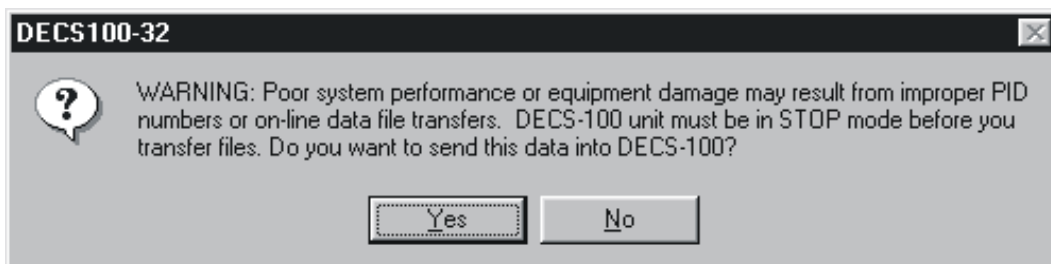 DECS100-32
WARNING: Poor system performance or equipment damage may result from improper PID
numbers or on-line data file transfers.  DECS-100 unit must be in STOP mode before you
transfer files. Do you want to send this data into DECS-100?
Yes
No